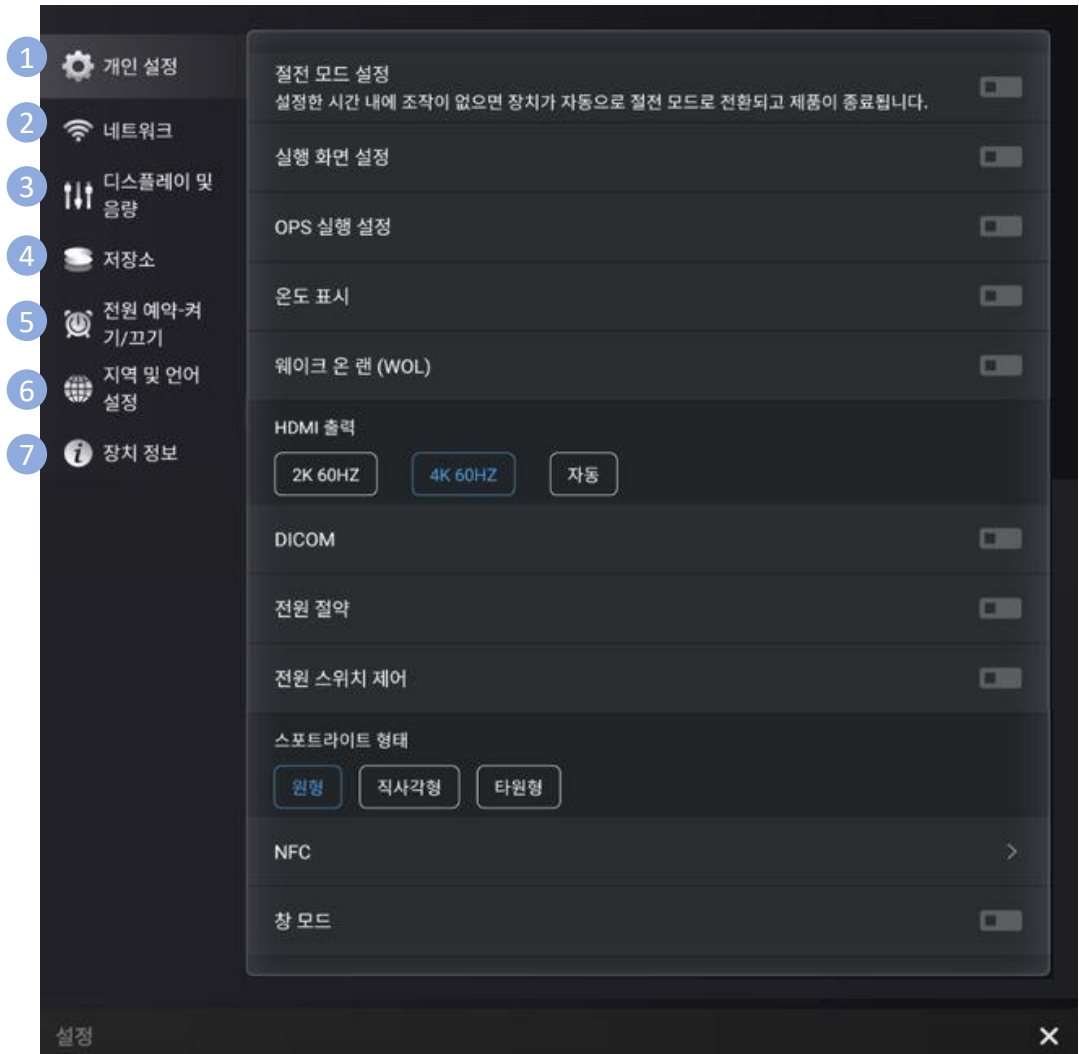 1 개인 설정
2 네트워크
3 디스플레이 및
음량
4 저장소
5 전원 예약-켜
기/끄기
6 지역 및 언어
설정
7 장치 정보
절전 모드 설정
설정한 시간 내에 조작이 없으면 장치가 자동으로 절전 모드로 전환되고 제품이 종료됩니다.
실행 화면 설정
OPS 실행 설정
온도 표시
웨이크 온 랜 (WOL)
HDMI 출력
2K 60HZ 4K 60HZ 자동
DICOM
전원 절약
전원 스위치 제어
스포트라이트 형태
원형 직사각형 타원형
NFC
창 모드
설정